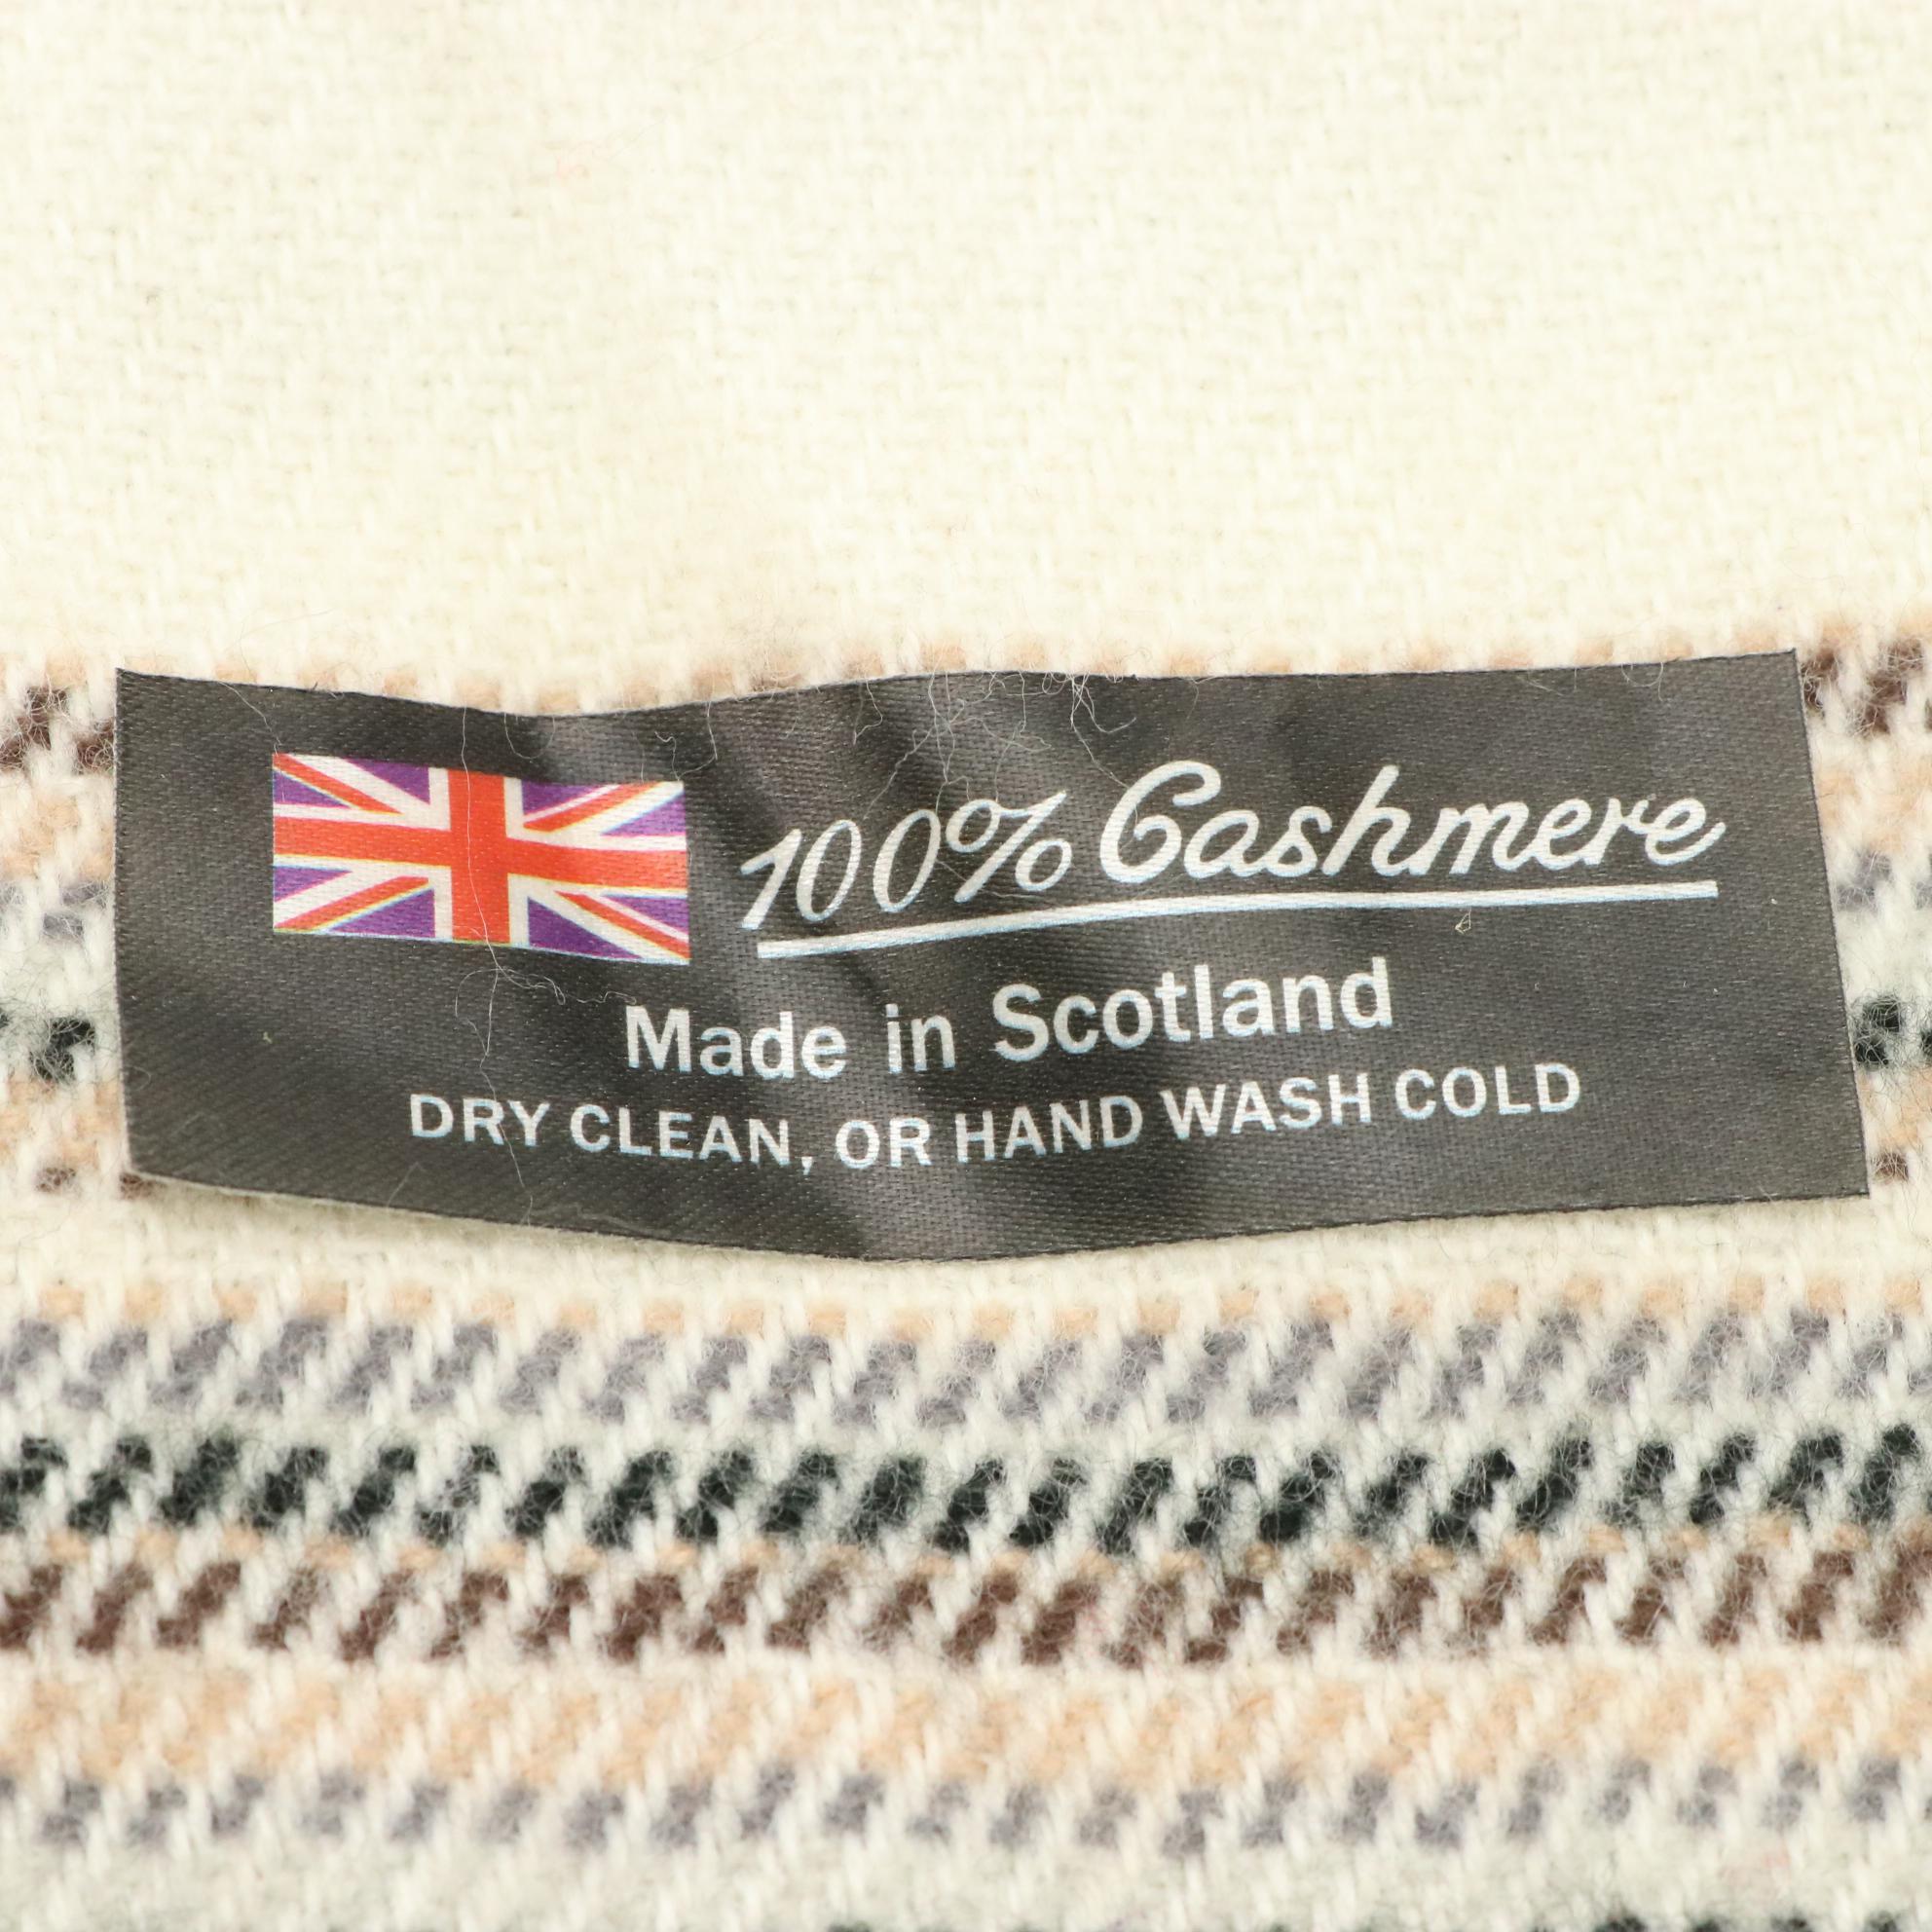 100% Cashmere
Made in Scotland
DRY CLEAN, OR HAND WASH COLD